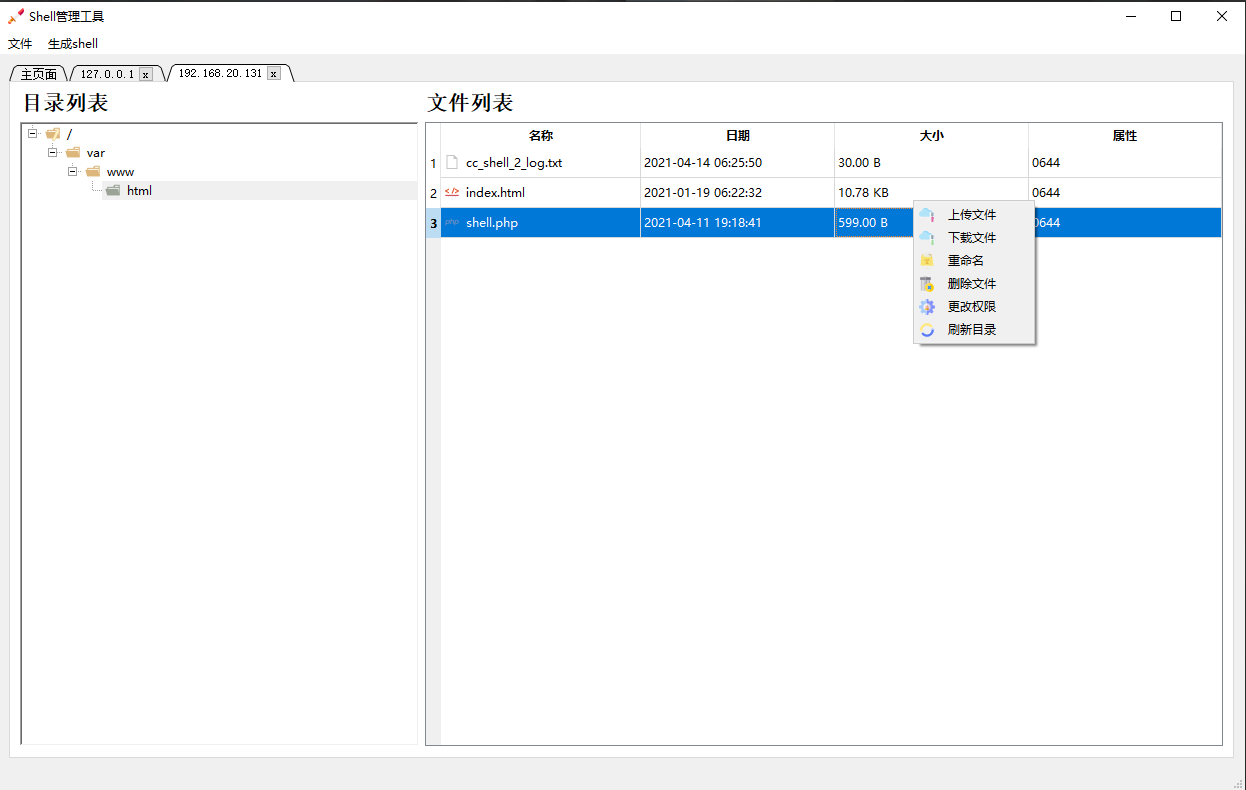 Shell管理工具
文件 生成shell
主页面 127.0.0.1 x 192.168.20.131 x
目录列表
/
var
www
html
文件列表
名称 日期 大小 属性
1 cc_shell_2_log.txt 2021-04-14 06:25:50 30.00 B 0644
2 index.html 2021-01-19 06:22:32 10.78 KB 0644
3 php shell.php 2021-04-11 19:18:41 599.00 B 0644
上传文件
下载文件
重命名
删除文件
更改权限
刷新目录